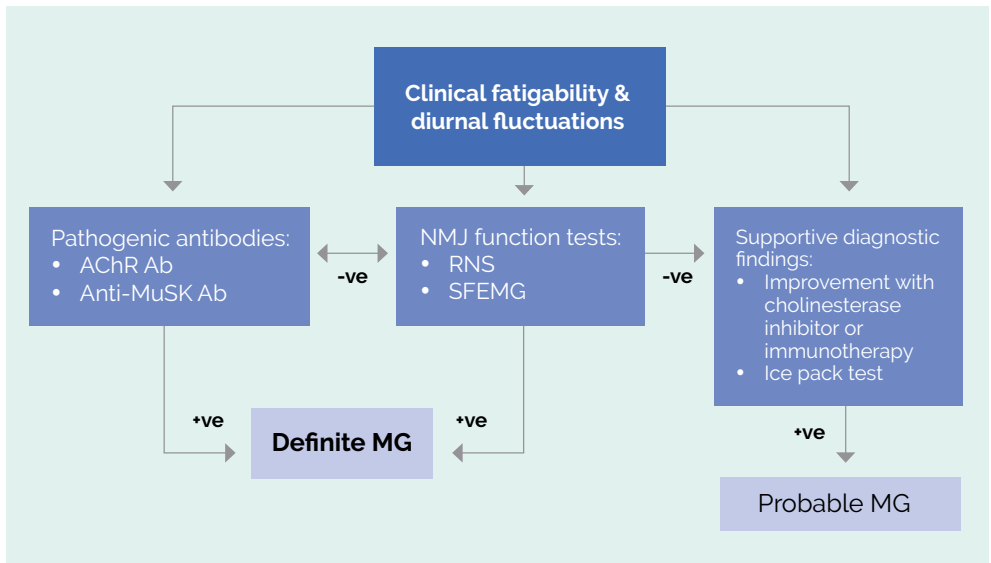 Clinical fatigability &
diurnal fluctuations
Pathogenic antibodies:
• AChR Ab
• Anti-MuSK Ab
-ve
NMJ function tests:
• RNS
• SFEMG
-ve
Supportive diagnostic
findings:
• Improvement with
cholinesterase
inhibitor or
immunotherapy
• Ice pack test
+ve
Definite MG
+ve
+ve
Probable MG